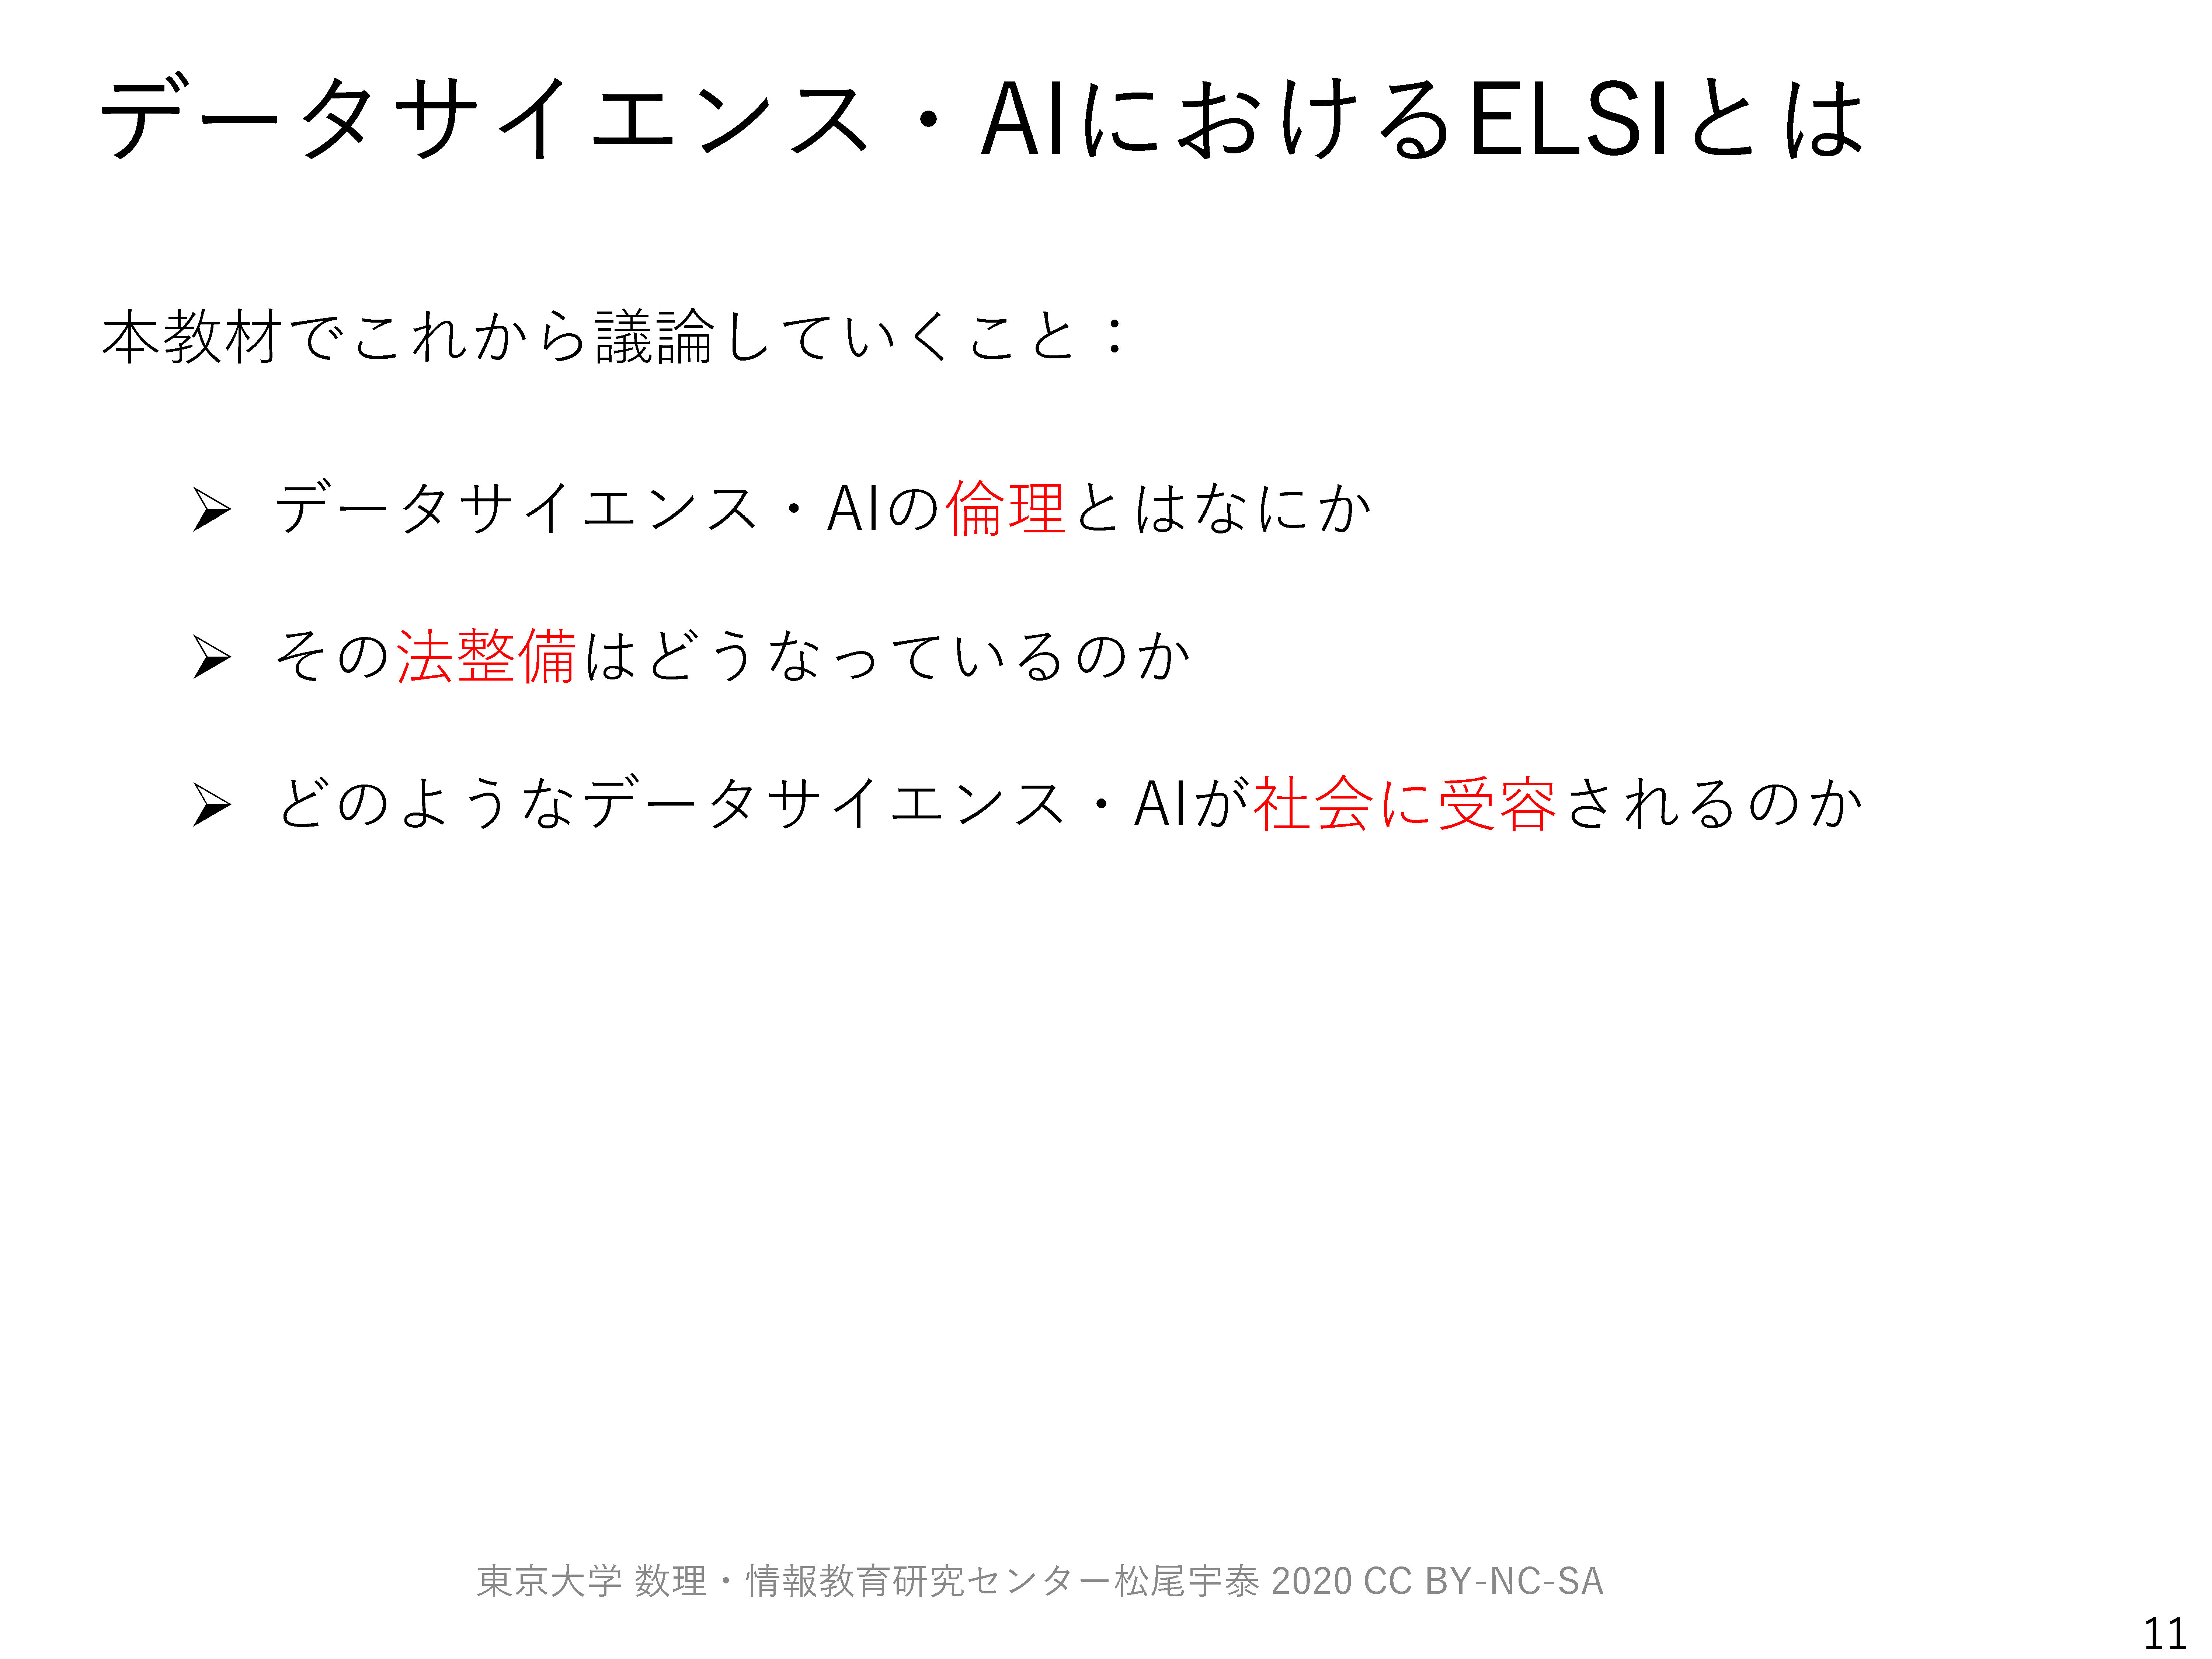 データサイエンス・AIにおけるELSIとは
本教材でこれから議論していくこと：
➢ データサイエンス・AIの倫理とはなにか
➢ その法整備はどうなっているのか
➢ どのようなデータサイエンス・AIが社会に受容されるのか
東京大学 数理・情報教育研究センター松尾宇泰 2020 CC BY-NC-SA
11